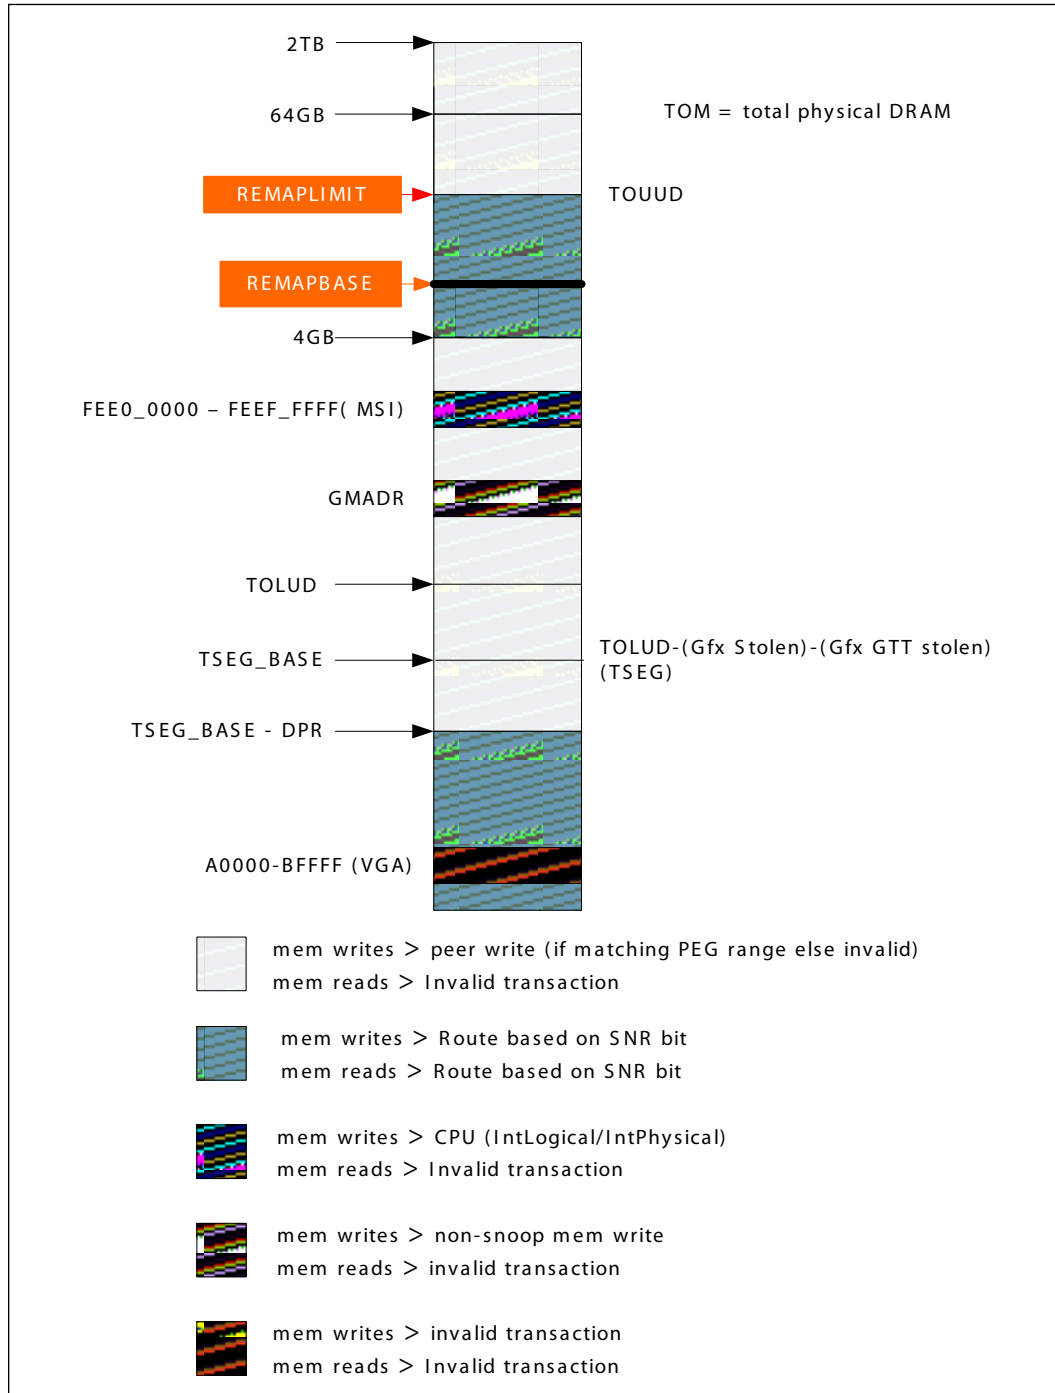 2TB
64GB
TOM = total physical DRAM
REMAPLIMIT
TOUUD
REMAPBASE
4GB
FEE0_0000 – FEEF_FFFF( MSI)
GMADR
TOLUD
TSEG_BASE
TOLUD-(Gfx Stolen)-(Gfx GTT stolen)
(TSEG)
TSEG_BASE - DPR
A0000-BFFFF (VGA)
mem writes > peer write (if matching PEG range else invalid)
mem reads > Invalid transaction
mem writes > Route based on SNR bit
mem reads > Route based on SNR bit
mem writes > CPU (IntLogical/IntPhysical)
mem reads > Invalid transaction
mem writes > non-snoop mem write
mem reads > invalid transaction
mem writes > invalid transaction
mem reads > Invalid transaction